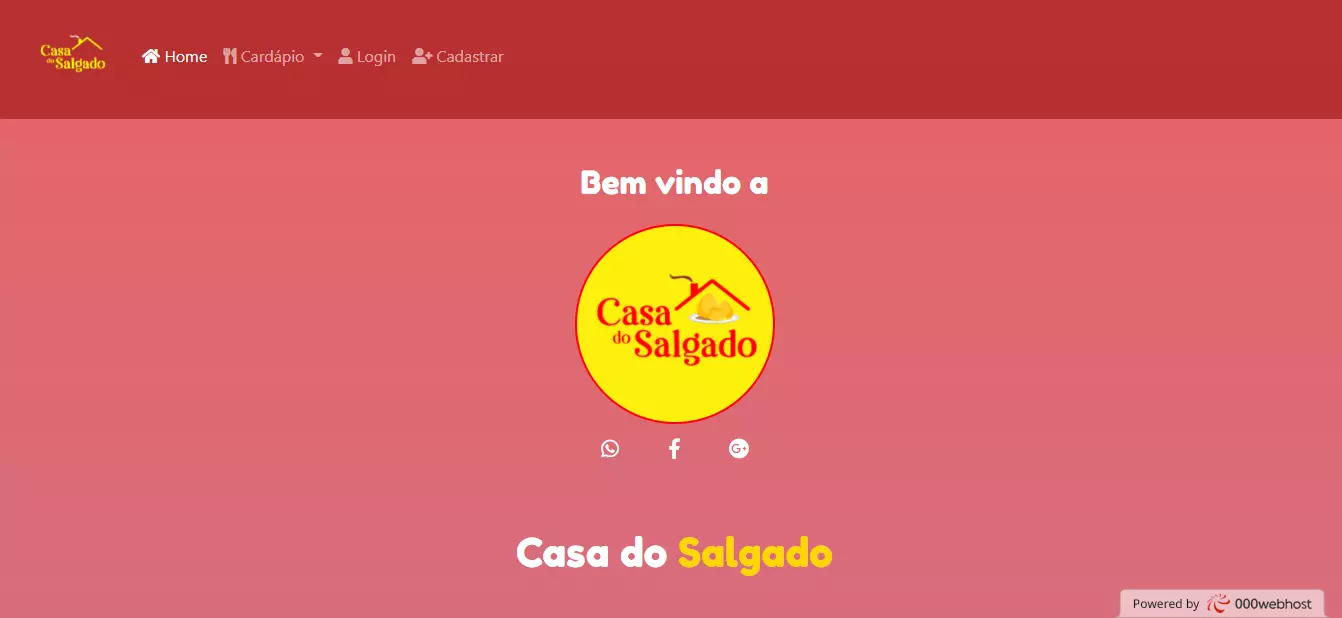 Casa
do Salgado
Home Cardápio Login Cadastrar
Bem vindo a
Casa
do Salgado
G+
Casa do Salgado
Powered by 000webhost